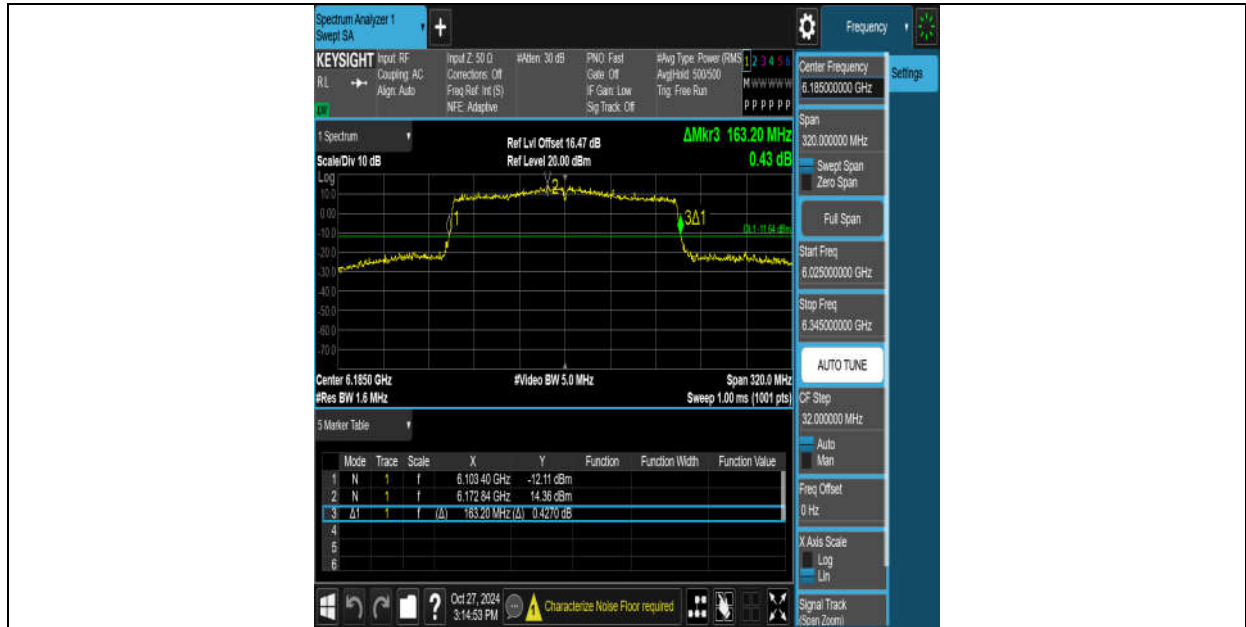 Spectrum Analyzer 1
Swept SA
+
Frequency
KEYSIGHT
Input: RF
Input Z: 50 Ω
#Atten: 30 dB
PNO: Fast
#Avg Type: Power (RMS
1 2 3 4 5 6
R L
Coupling: AC
Corrections: Off
Gate: Off
Avg|Hold: 500/500
M W W W W W
Align: Auto
Freq Ref: Int (S)
IF Gain: Low
Trig: Free Run
NFE: Adaptive
Sig Track: Off
P P P P P P
Center Frequency
6.185000000 GHz
Settings
Span
320.000000 MHz
Swept Span
Zero Span
Full Span
Start Freq
6.025000000 GHz
Stop Freq
6.345000000 GHz
AUTO TUNE
CF Step
32.000000 MHz
Auto
Man
Freq Offset
0 Hz
X Axis Scale
Log
Lin
Signal Track
(Span Zoom)
1 Spectrum
Ref Lvl Offset 16.47 dB
ΔMkr3 163.20 MHz
Scale/Div 10 dB
Ref Level 20.00 dBm
0.43 dB
Log
10.0
0.00
-10.0
-20.0
-30.0
-40.0
-50.0
-60.0
-70.0
1
2
3Δ1
DL1 -11.64 dBm
Center 6.1850 GHz
#Video BW 5.0 MHz
Span 320.0 MHz
#Res BW 1.6 MHz
Sweep 1.00 ms (1001 pts)
5 Marker Table
Mode Trace Scale X Y Function Function Width Function Value
1 N 1 f 6.103 40 GHz -12.11 dBm
2 N 1 f 6.172 84 GHz 14.36 dBm
3 Δ1 1 f (Δ) 163.20 MHz (Δ) 0.4270 dB
4
5
6
?
Oct 27, 2024
3:14:53 PM
Characterize Noise Floor required